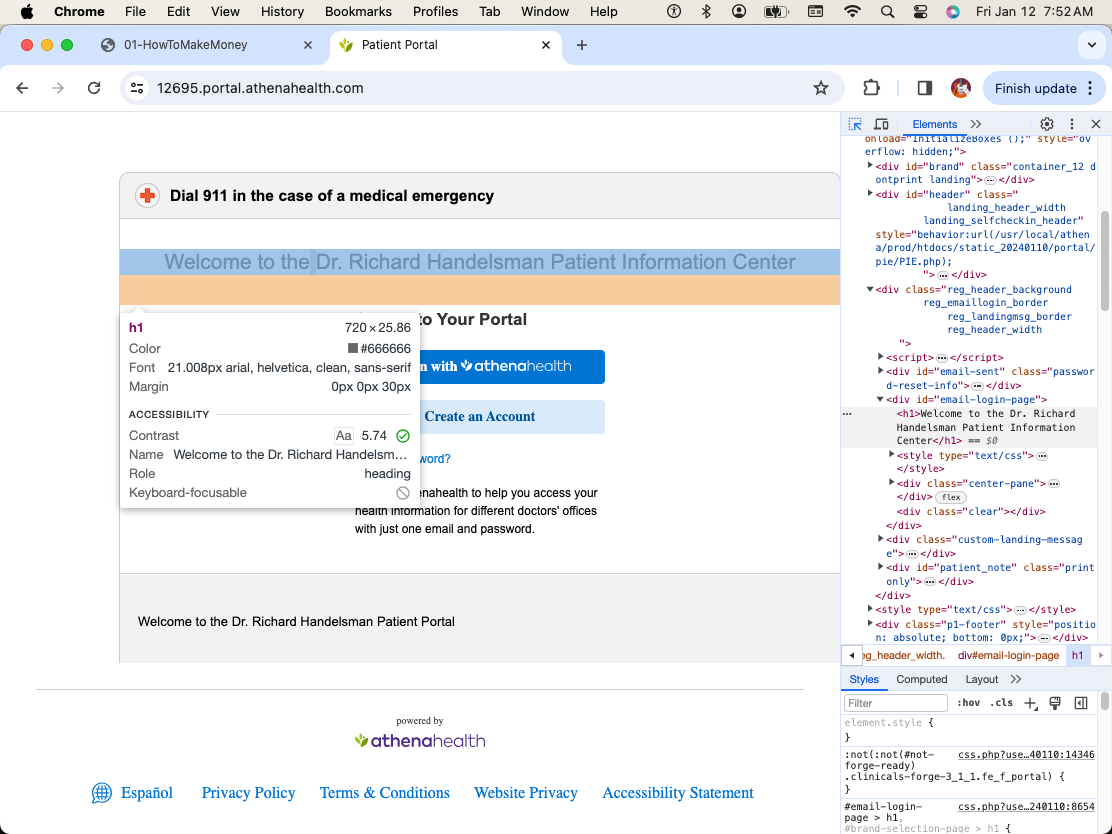 Chrome File Edit View History Bookmarks Profiles Tab Window Help Fri Jan 12 7:52 AM
01-HowToMakeMoney
Patient Portal
12695.portal.athenahealth.com
Finish update
Dial 911 in the case of a medical emergency
Welcome to the Dr. Richard Handelsman Patient Information Center
to Your Portal
h1 720 × 25.86
Color #666666
Font 21.008px arial, helvetica, clean, sans-serif
Margin 0px 0px 30px
ACCESSIBILITY
Contrast Aa 5.74
Name Welcome to the Dr. Richard Handelsm...
Role heading
Keyboard-focusable
with athenahealth
Create an Account
word?
enahealth to help you access your
health information for different doctors' offices
with just one email and password.
Welcome to the Dr. Richard Handelsman Patient Portal
powered by
athenahealth
Español Privacy Policy Terms & Conditions Website Privacy Accessibility Statement
Elements
onload="InitializeBoxes ();" style="ov
erflow: hidden;">
<div id="brand" class="container_12 d
ontprint landing">…</div>
<div id="header" class="
landing_header_width
landing_selfcheckin_header"
style="behavior:url(/usr/local/athen
a/prod/htdocs/static_20240110/portal/
pie/PIE.php);
">…</div>
<div class="reg_header_background
reg_emaillogin_border
reg_landingmsg_border
reg_header_width
">
<script>…</script>
<div id="email-sent" class="passwor
d-reset-info">…</div>
<div id="email-login-page">
… <h1>Welcome to the Dr. Richard
Handelsman Patient Information
Center</h1> == $0
<style type="text/css">…
</style>
<div class="center-pane">…
</div> flex
<div class="clear"></div>
</div>
<div class="custom-landing-messag
e">…</div>
<div id="patient_note" class="print
only">…</div>
</div>
<style type="text/css">…</style>
<div class="p1-footer" style="positio
n: absolute; bottom: 0px;">…</div>
eg_header_width. div#email-login-page h1
Styles Computed Layout
Filter :hov .cls
element.style {
}
:not(:not(#not- css.php?use…40110:14346
forge-ready)
.clinicals-forge-3_1_1.fe_f_portal) {
}
#email-login- css.php?use…240110:8654
page > h1,
#brand-selection-page > h1 {